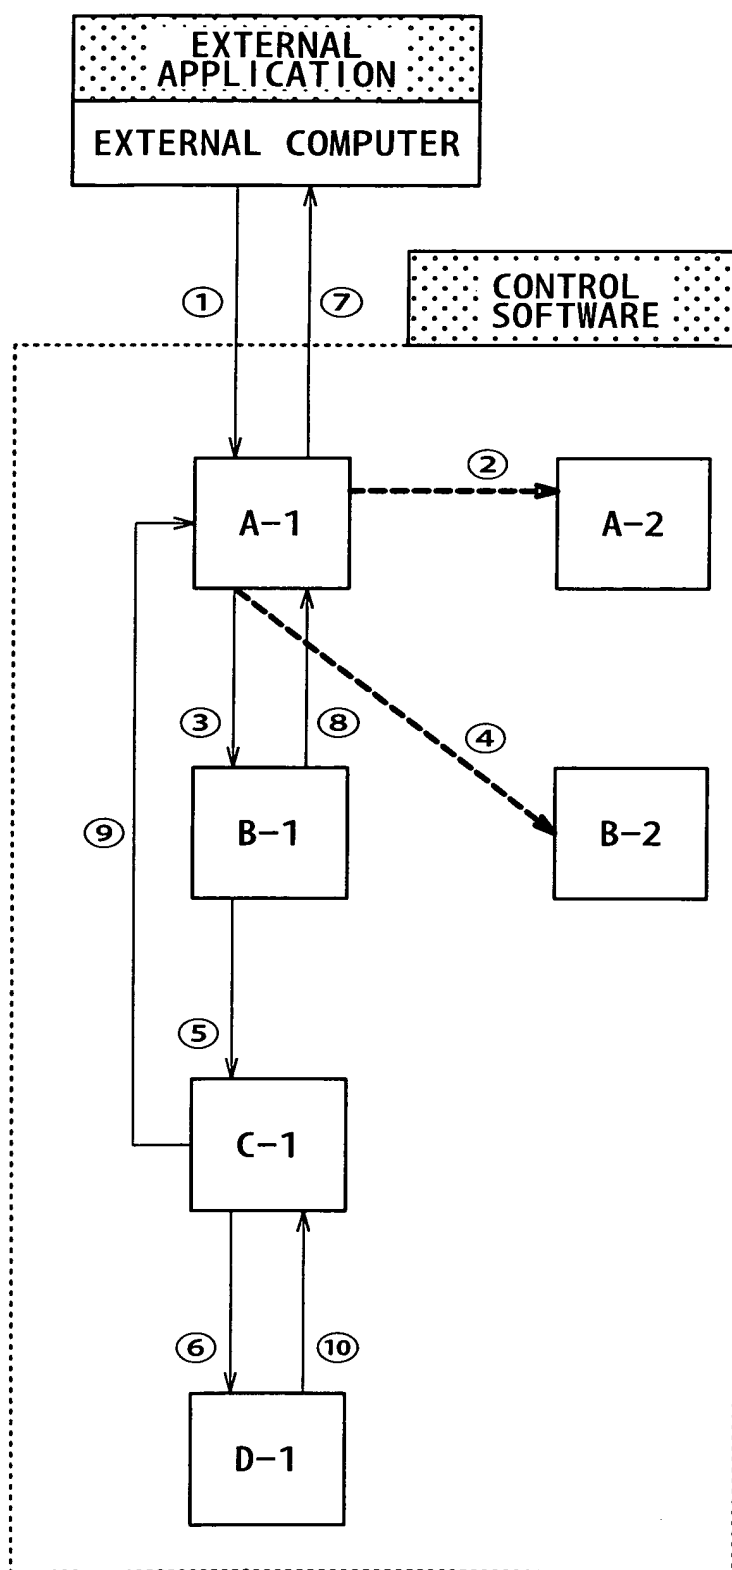 EXTERNAL
APPLICATION
EXTERNAL COMPUTER
① ⑦
CONTROL
SOFTWARE
②
A-1 A-2
③ ⑧ ④
⑨ B-1 B-2
⑤
C-1
⑥ ⑩
D-1